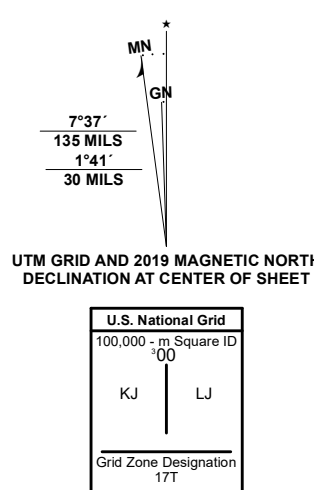 ★
MN
GN
7°37´
135 MILS
1°41´
30 MILS
UTM GRID AND 2019 MAGNETIC NORTH
DECLINATION AT CENTER OF SHEET
U.S. National Grid
100,000 - m Square ID
³00
KJ LJ
Grid Zone Designation
17T